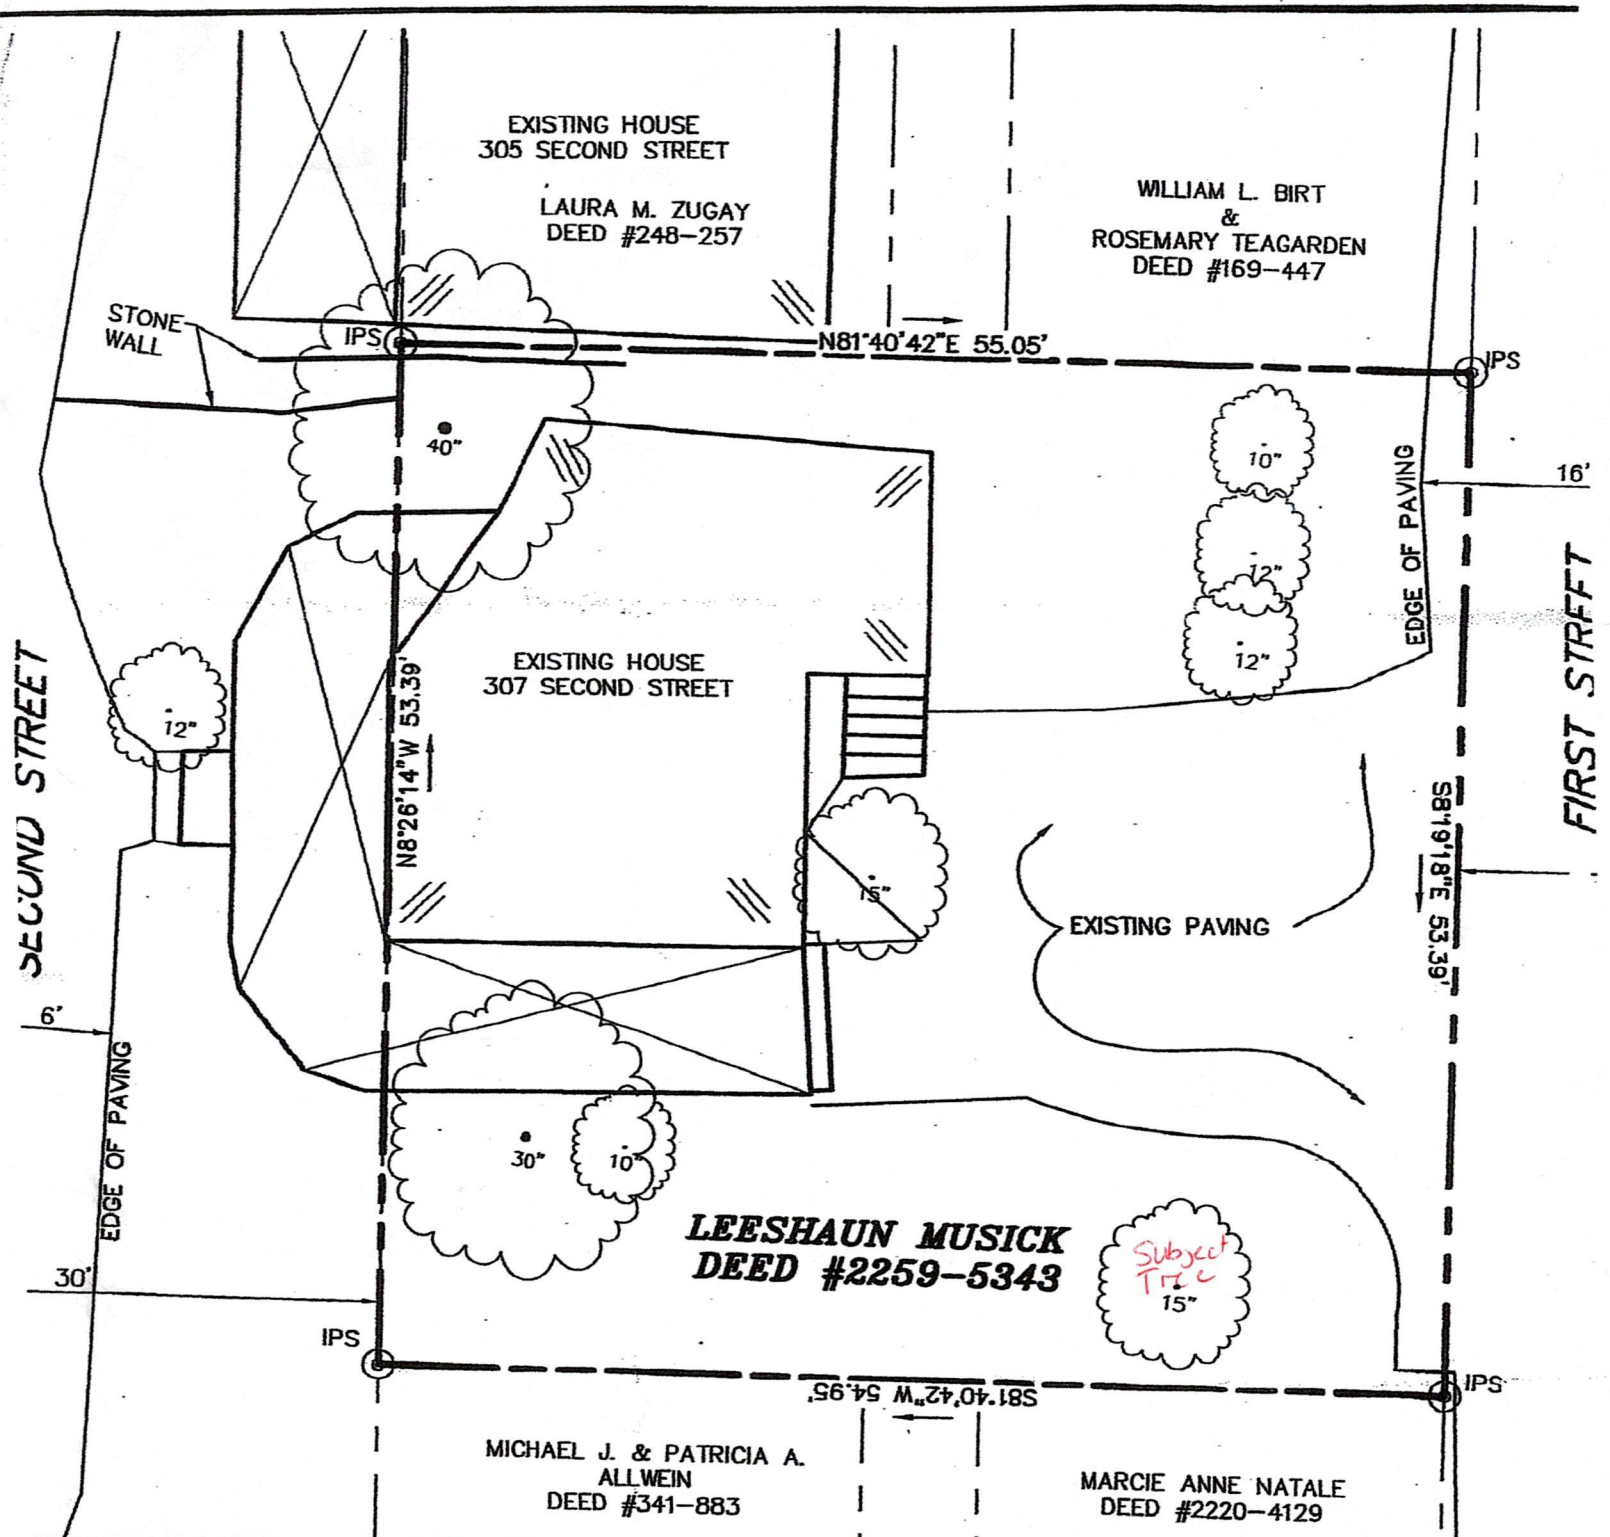 EXISTING HOUSE
305 SECOND STREET
LAURA M. ZUGAY
DEED #248-257
WILLIAM L. BIRT
&
ROSEMARY TEAGARDEN
DEED #169-447
STONE
WALL
IPS
N81°40'42"E 55.05'
IPS
40"
10"
12"
12"
EDGE OF PAVING
16'
FIRST STREET
EXISTING HOUSE
307 SECOND STREET
N8°26'14"W 53.39'
12"
SECOND STREET
15"
EXISTING PAVING
S8°19'18"E 53.39'
6'
EDGE OF PAVING
30"
10"
LEESHAUN MUSICK
DEED #2259-5343
Subject
Tree
15"
30'
IPS
S81°40'42"W 54.95'
IPS
MICHAEL J. & PATRICIA A.
ALLWEIN
DEED #341-883
MARCIE ANNE NATALE
DEED #2220-4129